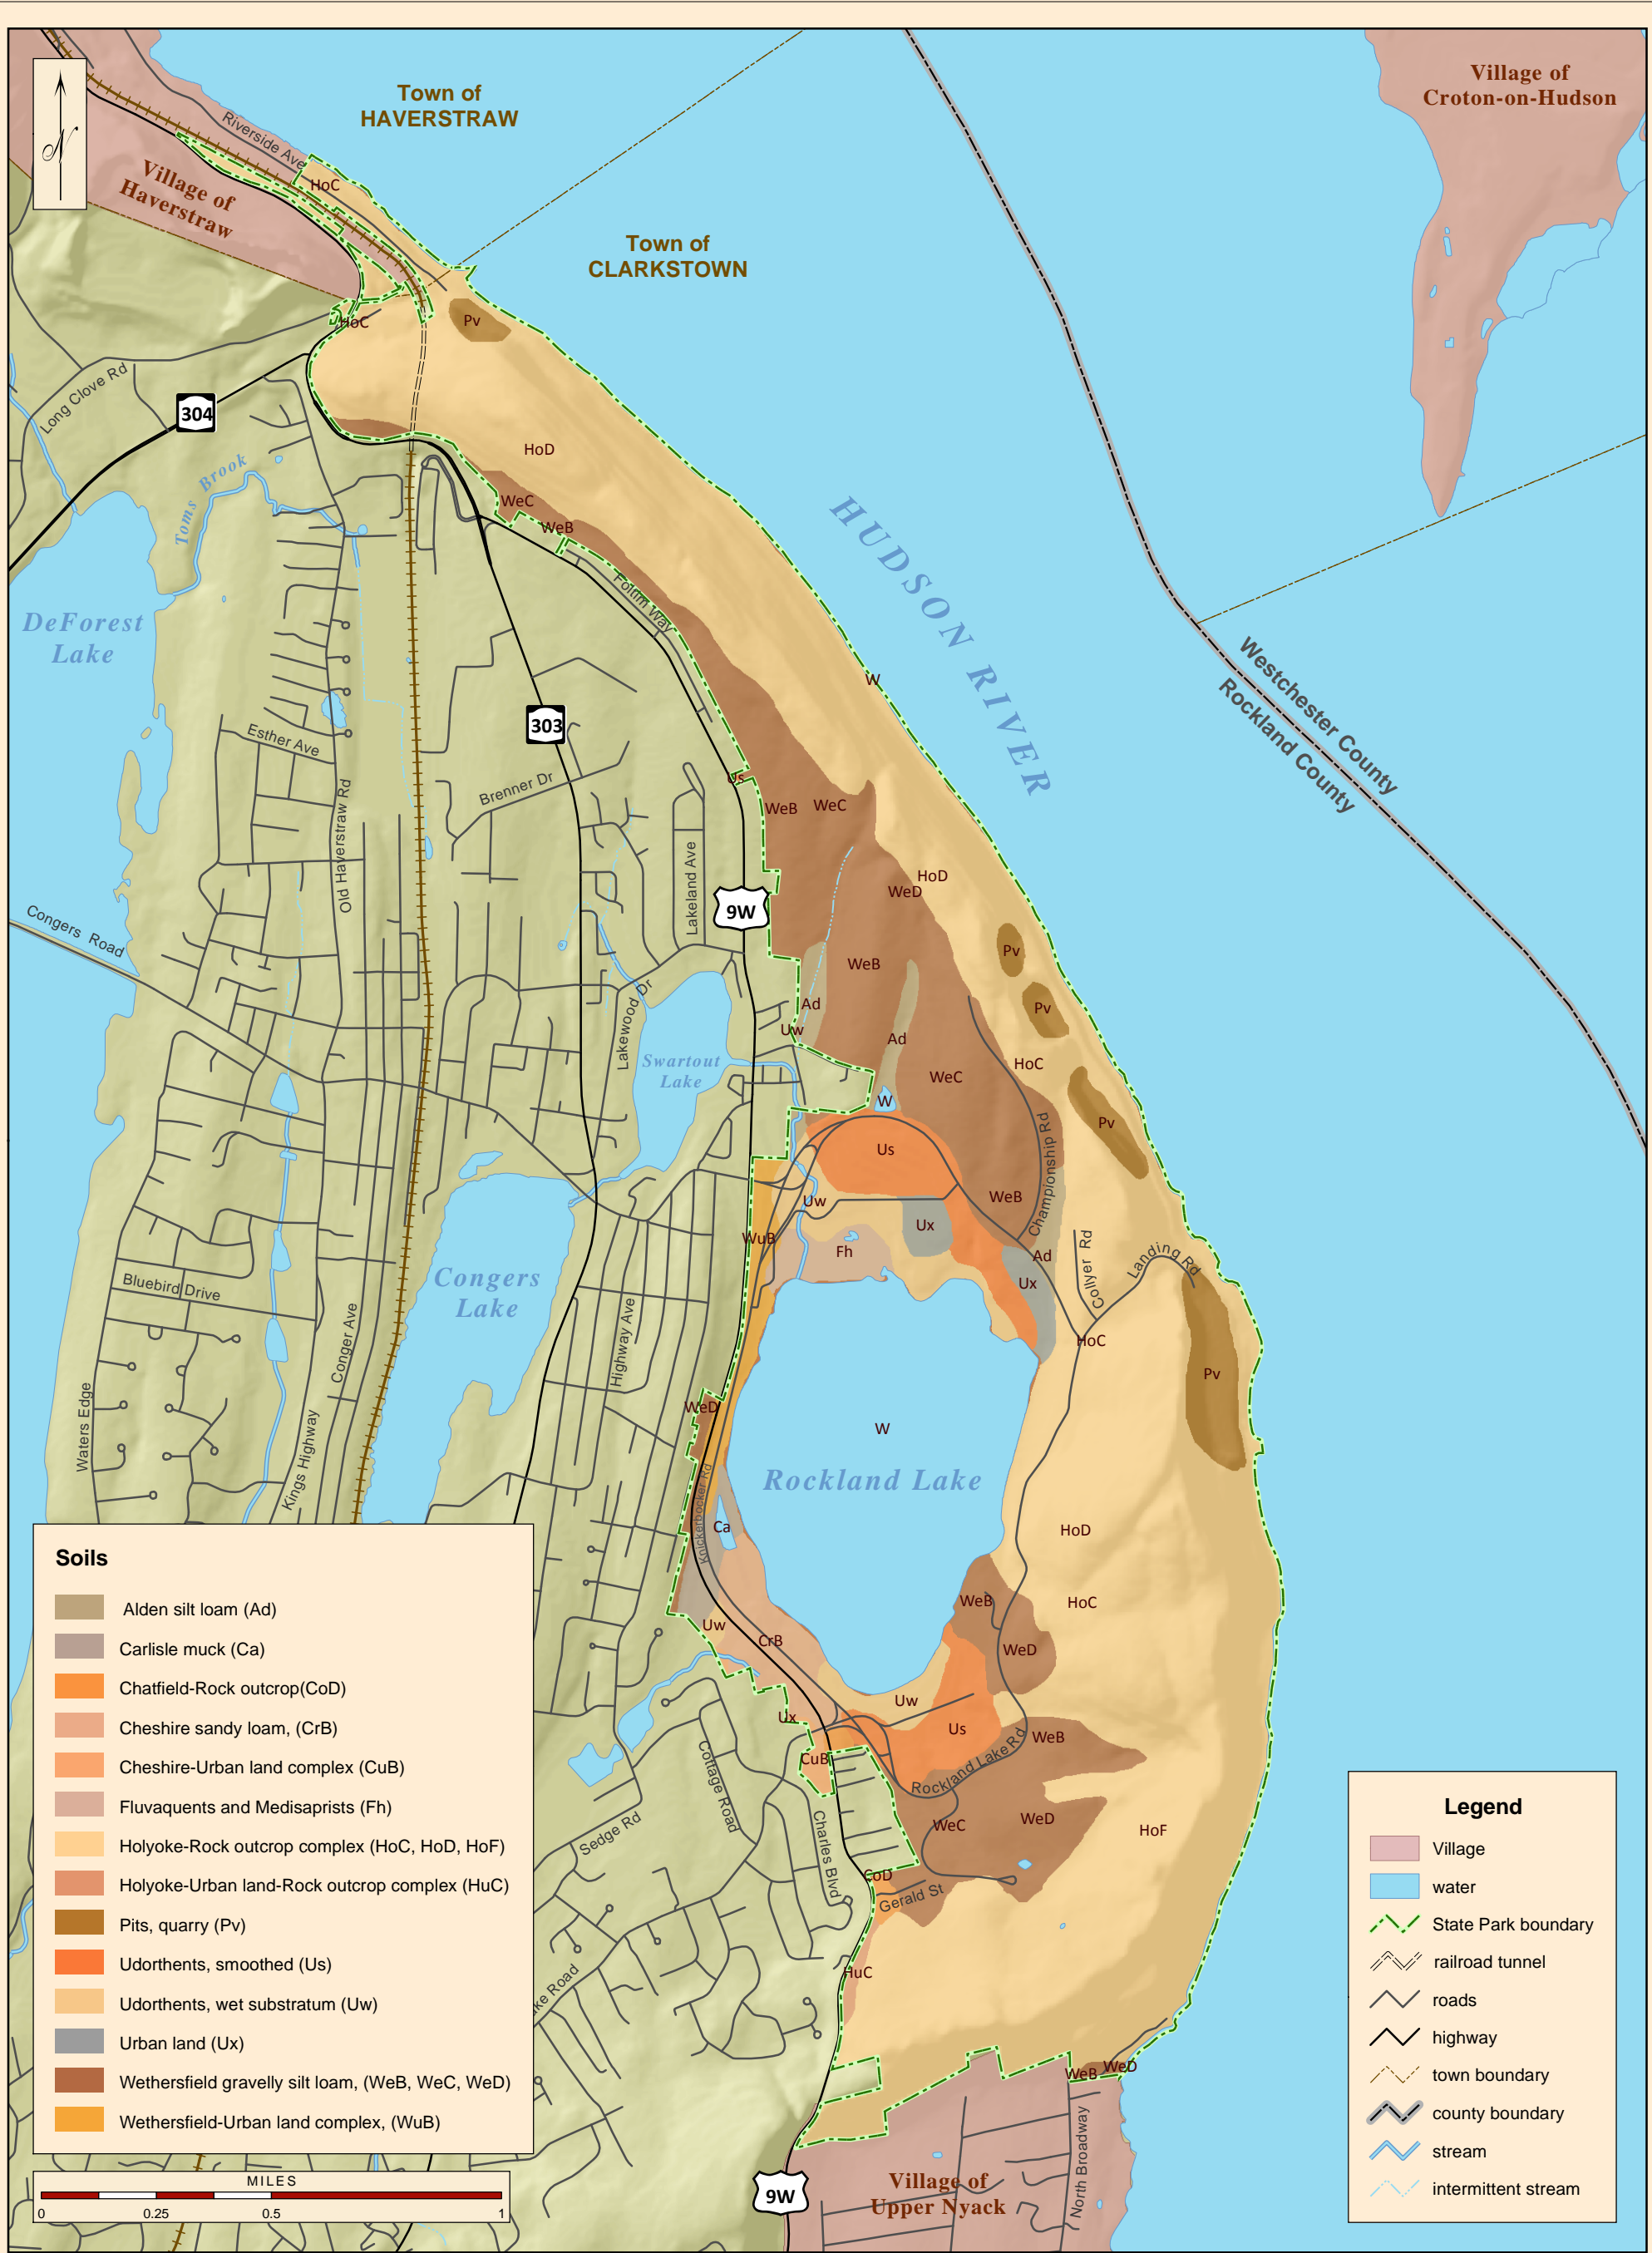 N
Town of
HAVERSTRAW
Village of
Croton-on-Hudson
Riverside Ave
Village of
Haverstraw
HoC
Town of
CLARKSTOWN
HoC
Pv
Long Clove Rd
304
HoD
Toms Brook
WeC
WeB
HUDSON RIVER
Foltim Way
DeForest
Lake
W
Westchester County
Rockland County
303
Esther Ave
Brenner Dr
Old Haverstraw Rd
Us
WeB
WeC
Lakeland Ave
HoD
WeD
9W
Congers Road
Pv
WeB
Ad
Pv
Uw
Lakewood Dr
Ad
Swartout
Lake
HoC
WeC
W
Pv
Championship Rd
Us
WeB
Uw
Ux
WuB
Fh
Ad
Collyer Rd
Landing Rd
Ux
Congers
Lake
Bluebird Drive
Conger Ave
Highway Ave
HoC
Pv
WeD
W
Waters Edge
Kings Highway
Rockland Lake
Knickerbocker Rd
Ca
HoD
WeB
HoC
Uw
CrB
WeD
Uw
Ux
Us
WeB
CuB
Rockland Lake Rd
Cottage Road
Sedge Rd
Charles Blvd
WeC
WeD
HoF
CoD
Gerald St
HuC
ke Road
WeB
WeD
North Broadway
Village of
Upper Nyack
9W
Soils
Alden silt loam (Ad)
Carlisle muck (Ca)
Chatfield-Rock outcrop(CoD)
Cheshire sandy loam, (CrB)
Cheshire-Urban land complex (CuB)
Fluvaquents and Medisaprists (Fh)
Holyoke-Rock outcrop complex (HoC, HoD, HoF)
Holyoke-Urban land-Rock outcrop complex (HuC)
Pits, quarry (Pv)
Udorthents, smoothed (Us)
Udorthents, wet substratum (Uw)
Urban land (Ux)
Wethersfield gravelly silt loam, (WeB, WeC, WeD)
Wethersfield-Urban land complex, (WuB)
MILES
0 0.25 0.5 1
Legend
Village
water
State Park boundary
railroad tunnel
roads
highway
town boundary
county boundary
stream
intermittent stream